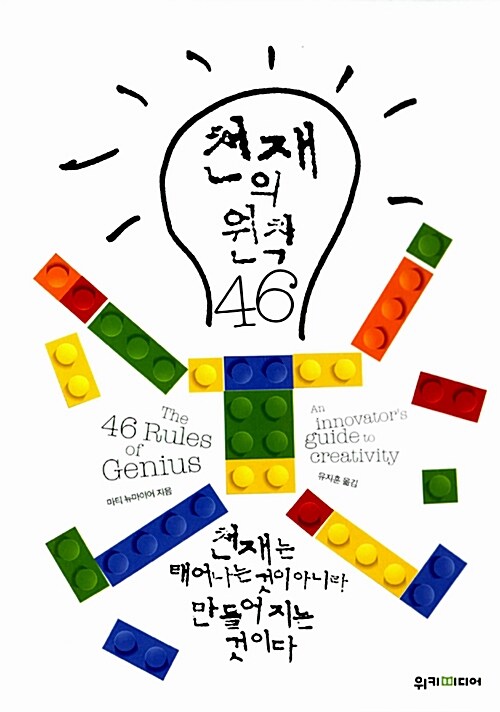 천재
의
원칙
46
The
46 Rules
of
Genius
마티 뉴마이어 지음
An
innovator's
guide to
creativity
유지훈 옮김
천재는
태어나는 것이 아니라
만들어 지는
것이다
위키미디어